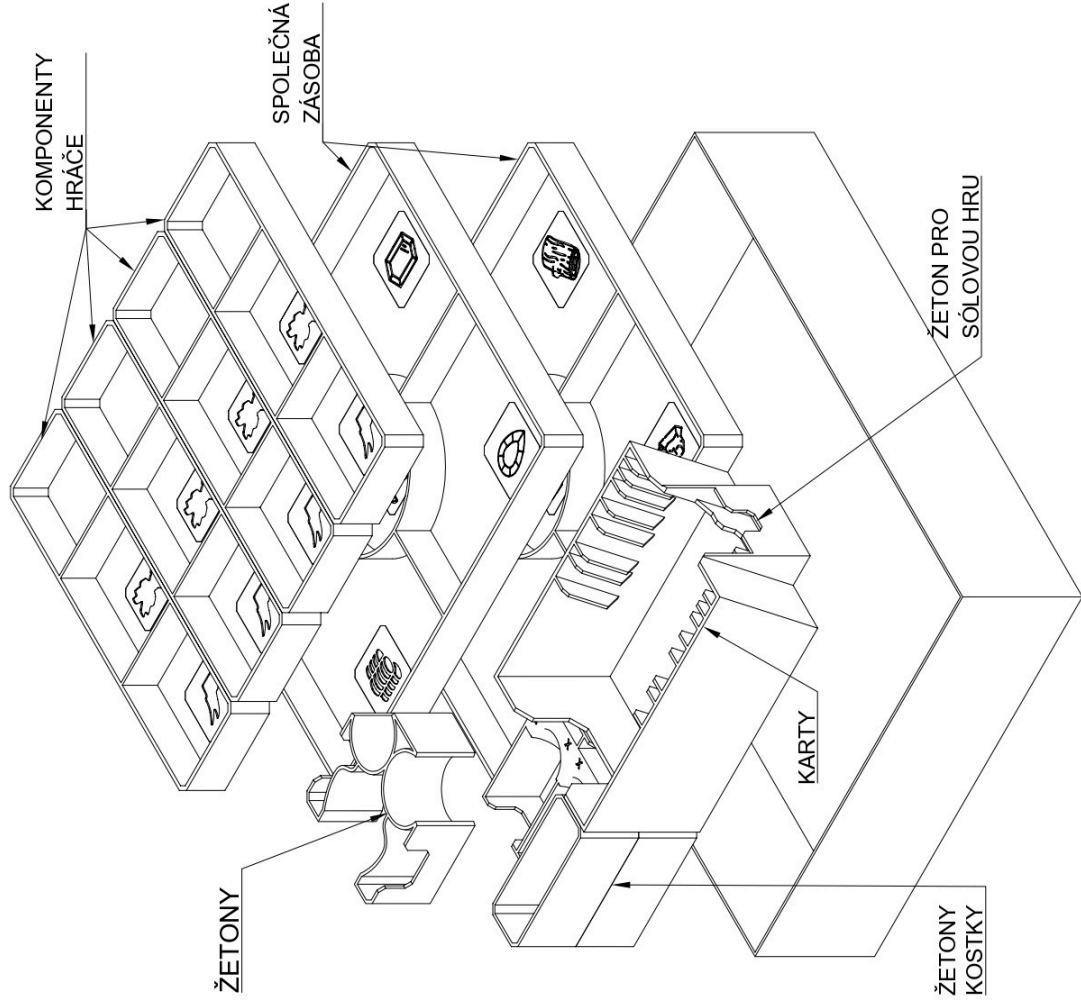 KOMPONENTY
HRÁČE
SPOLEČNÁ
ZÁSOBA
ŽETON PRO
SÓLOVOU HRU
KARTY
ŽETONY
ŽETONY
KOSTKY